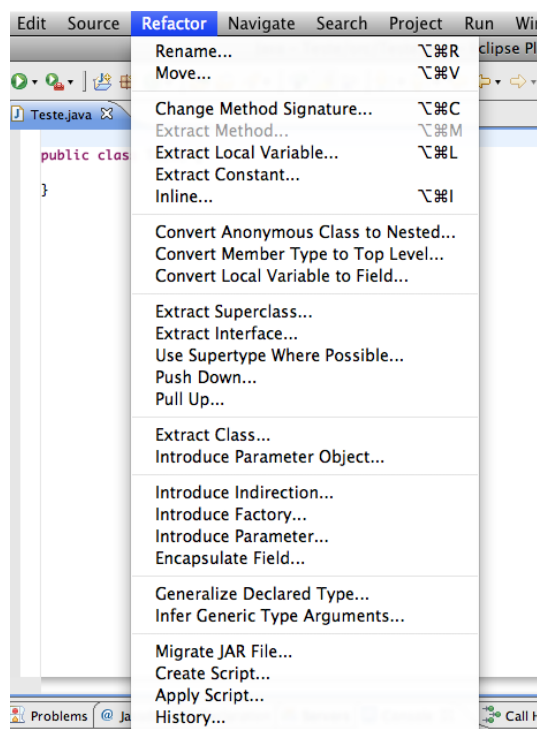 Edit Source Refactor Navigate Search Project Run
Rename... ⌥⌘R
Move... ⌥⌘V
Change Method Signature... ⌥⌘C
Extract Method... ⌥⌘M
Extract Local Variable... ⌥⌘L
Extract Constant...
Inline... ⌥⌘I
Convert Anonymous Class to Nested...
Convert Member Type to Top Level...
Convert Local Variable to Field...
Extract Superclass...
Extract Interface...
Use Supertype Where Possible...
Push Down...
Pull Up...
Extract Class...
Introduce Parameter Object...
Introduce Indirection...
Introduce Factory...
Introduce Parameter...
Encapsulate Field...
Generalize Declared Type...
Infer Generic Type Arguments...
Migrate JAR File...
Create Script...
Apply Script...
History...
clipse Pl
Teste.java
public clas
}
Problems @ Ja
Call H